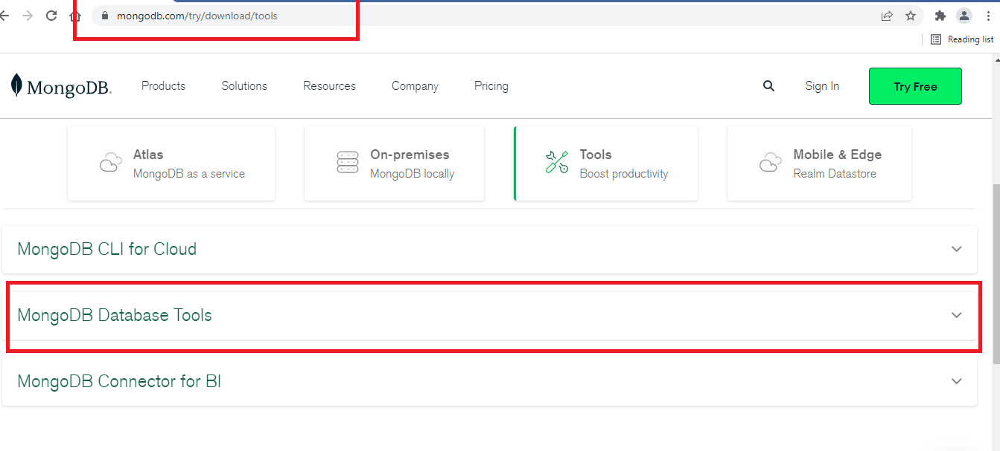 mongodb.com/try/download/tools
Reading list
MongoDB. Products Solutions Resources Company Pricing Sign In Try Free
Atlas
MongoDB as a service
On-premises
MongoDB locally
Tools
Boost productivity
Mobile & Edge
Realm Datastore
MongoDB CLI for Cloud
MongoDB Database Tools
MongoDB Connector for BI